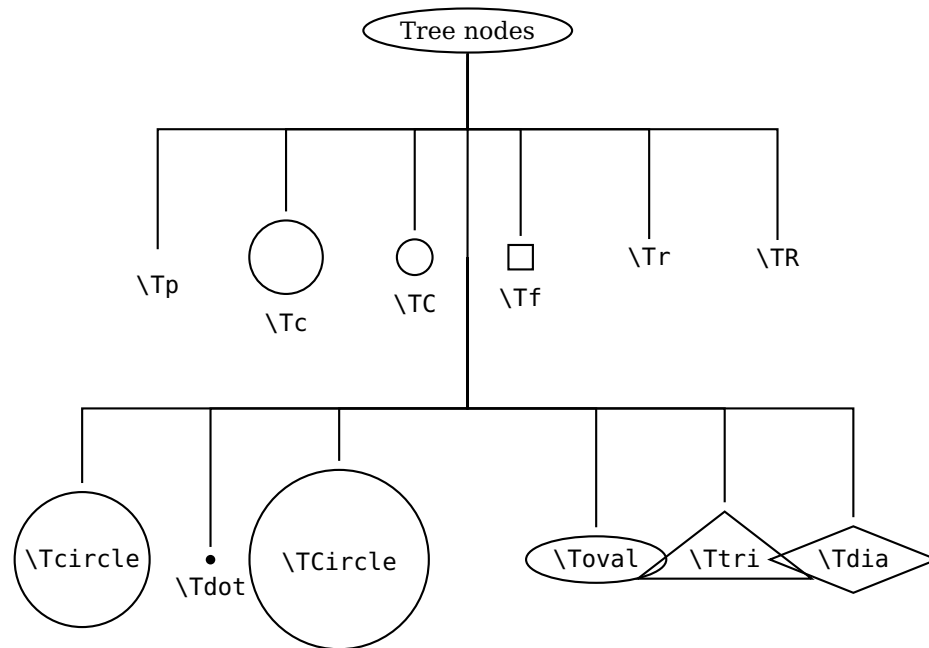 Tree nodes
\Tp
\Tc
\TC
\Tf
\Tr
\TR
\Tcircle
\Tdot
\TCircle
\Toval
\Ttri
\Tdia